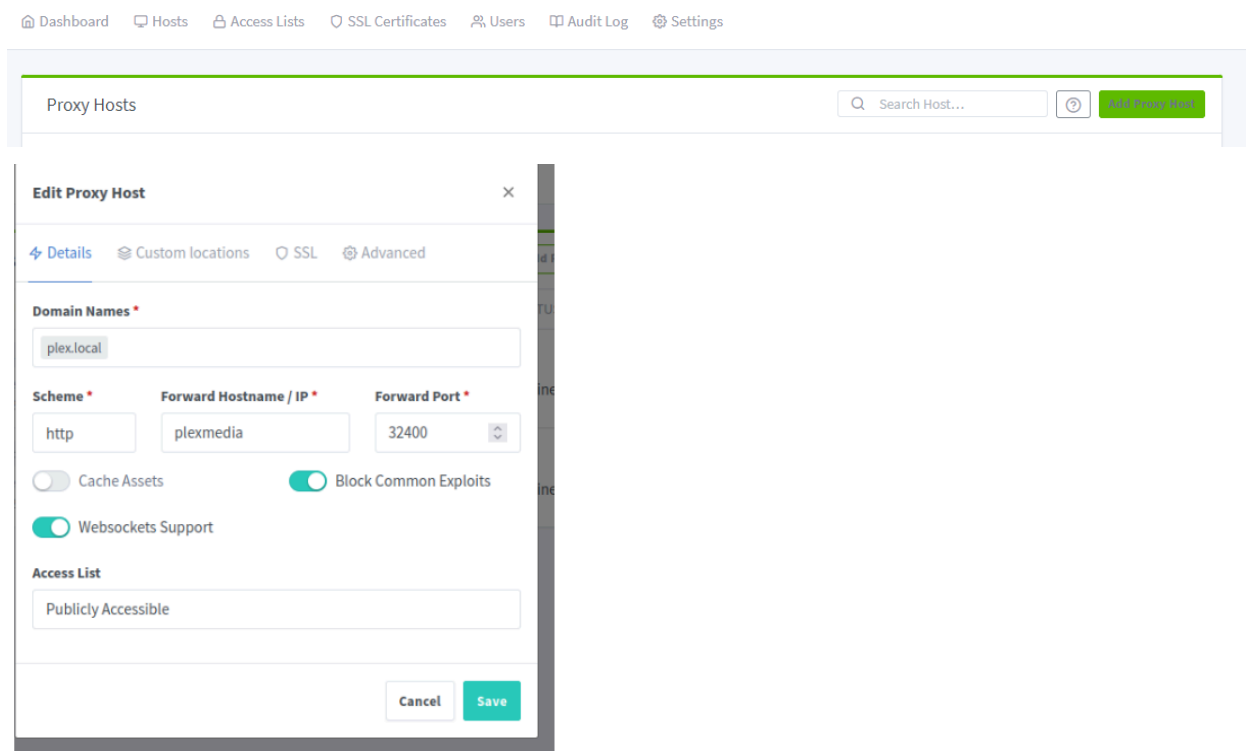 Dashboard Hosts Access Lists SSL Certificates Users Audit Log Settings
Proxy Hosts Search Host... Add Proxy Host
Edit Proxy Host
Details Custom locations SSL Advanced
Domain Names *
plex.local
Scheme * Forward Hostname / IP * Forward Port *
http plexmedia 32400
Cache Assets Block Common Exploits
Websockets Support
Access List
Publicly Accessible
Cancel Save